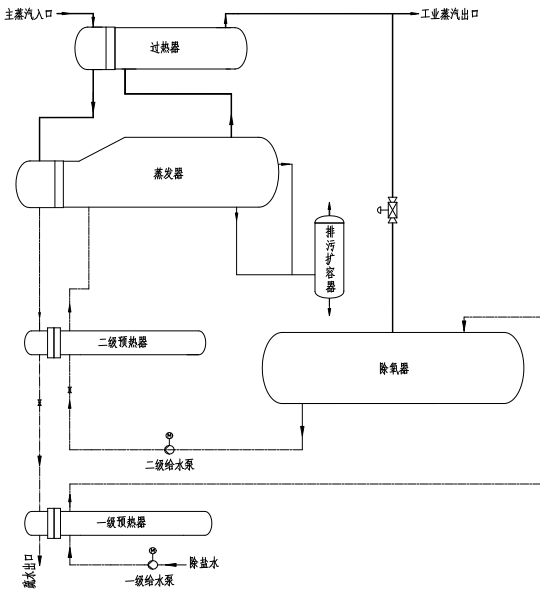 主蒸汽入口
工业蒸汽出口
过热器
蒸发器
排污扩容器
二级预热器
除氧器
二级给水泵
一级预热器
疏水出口
除盐水
一级给水泵